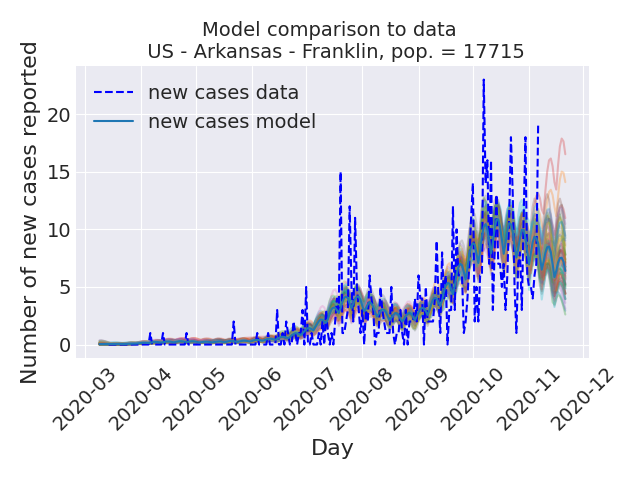 Model comparison to data
US - Arkansas - Franklin, pop. = 17715
Number of new cases reported
new cases data
new cases model
20
15
10
5
0
2020-03
2020-04
2020-05
2020-06
2020-07
2020-08
2020-09
2020-10
2020-11
2020-12
Day